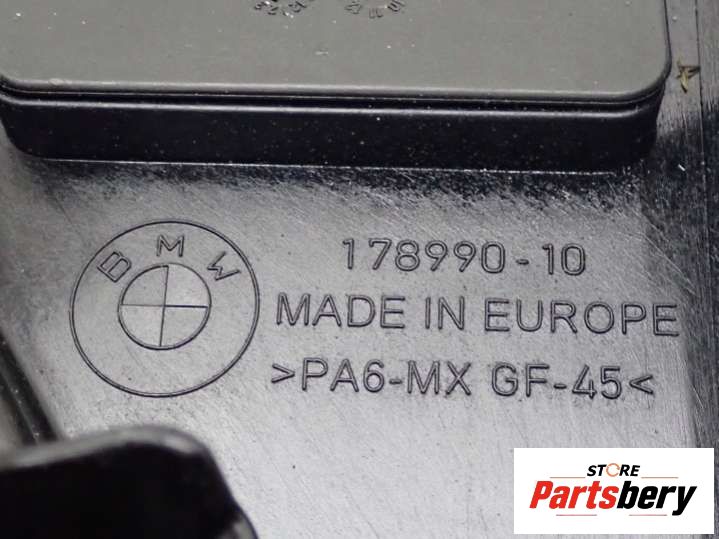 BMW
178990-10
MADE IN EUROPE
>PA6-MX GF-45<
STORE
Partsbery